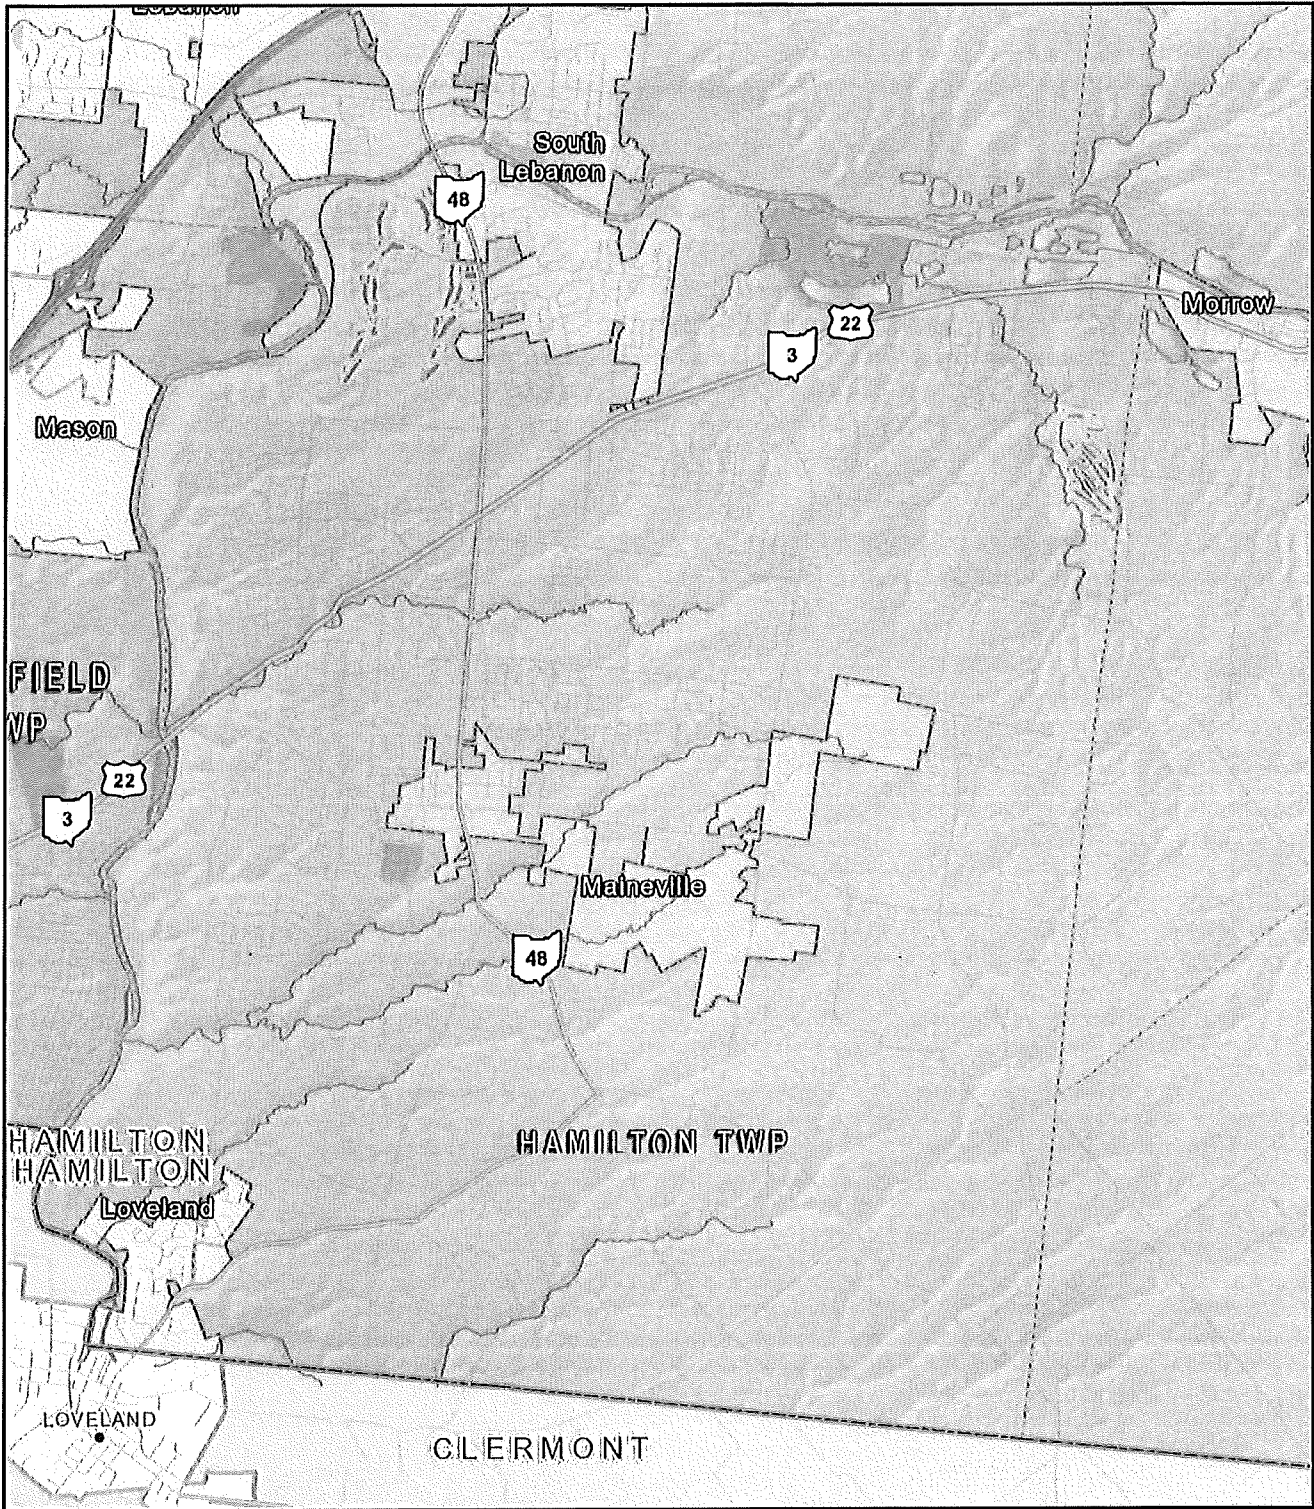 Lebanon
South
Lebanon
48
22
3
Morrow
Mason
FIELD
WP
22
3
Maineville
48
HAMILTON
HAMILTON
HAMILTON TWP
Loveland
LOVELAND
CLERMONT